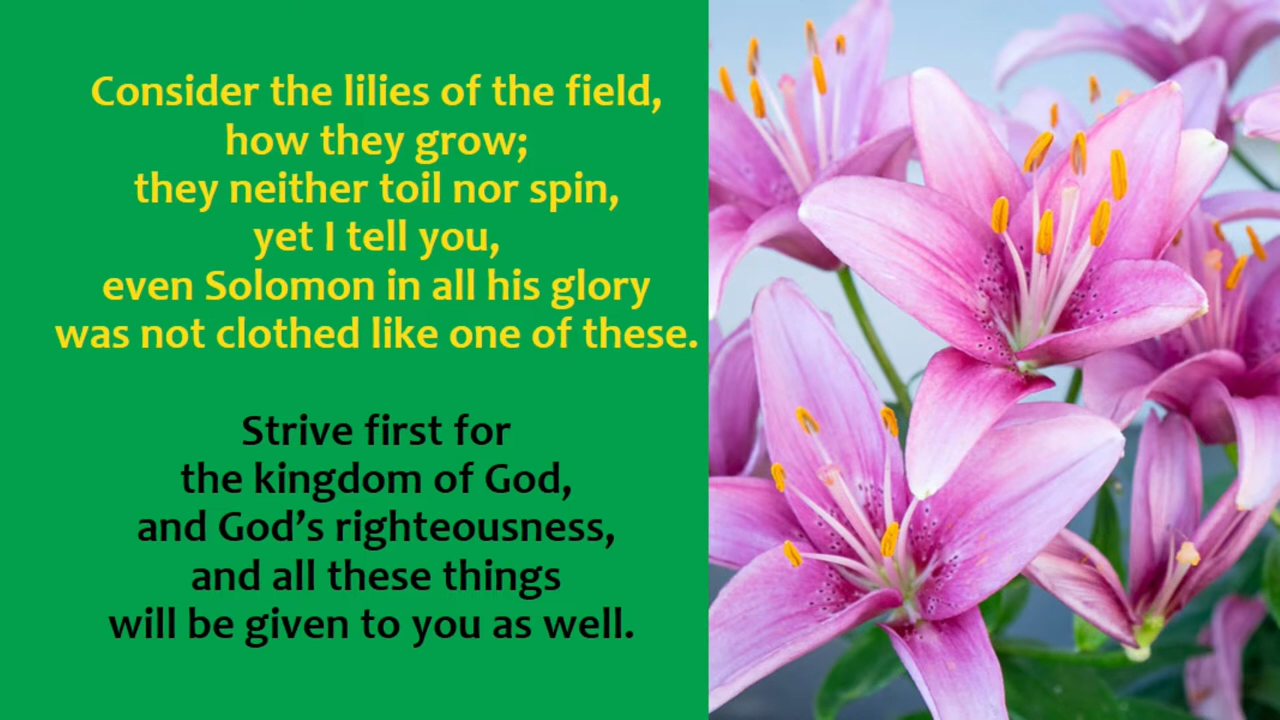 Consider the lilies of the field,
how they grow;
they neither toil nor spin,
yet I tell you,
even Solomon in all his glory
was not clothed like one of these.
Strive first for
the kingdom of God,
and God’s righteousness,
and all these things
will be given to you as well.